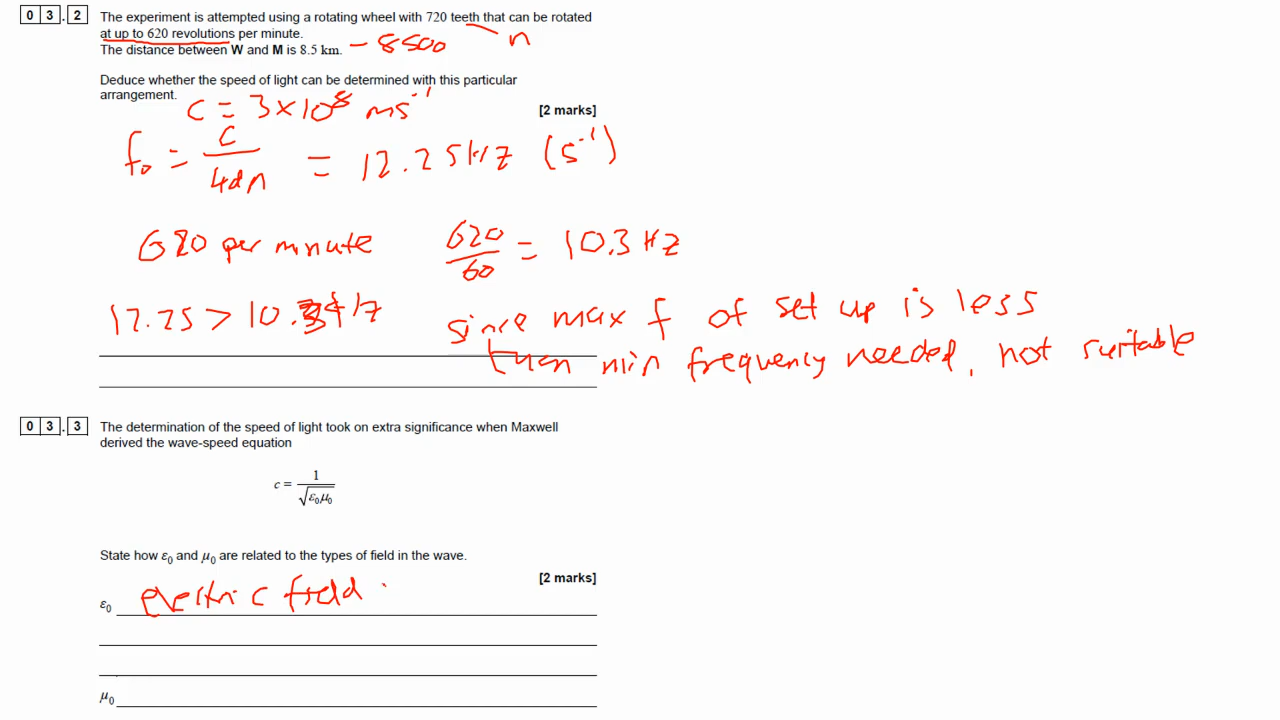 0 3 . 2 The experiment is attempted using a rotating wheel with 720 teeth that can be rotated
at up to 620 revolutions per minute.
The distance between W and M is 8.5 km. – 8500 n
Deduce whether the speed of light can be determined with this particular
arrangement.
[2 marks]
c = 3 × 10⁸ ms⁻¹
f₀ = c / 4dn = 12.25 Hz (s⁻¹)
620 per minute 620 / 60 = 10.3 Hz
12.25 > 10.3 Hz since max f of set up is less
than min frequency needed, not suitable
0 3 . 3 The determination of the speed of light took on extra significance when Maxwell
derived the wave-speed equation
c = 1 / √ε₀μ₀
State how ε₀ and μ₀ are related to the types of field in the wave.
[2 marks]
ε₀ electric field
μ₀